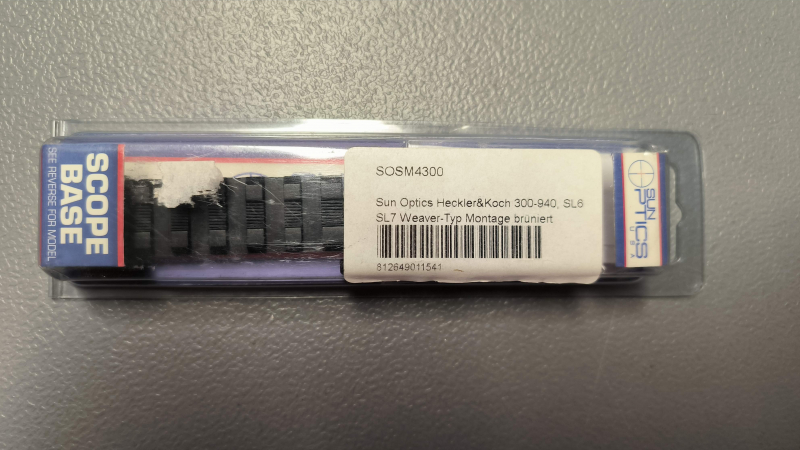 SCOPE
BASE
SEE REVERSE FOR MODEL
SOSM4300
Sun Optics Heckler&Koch 300-940, SL6
SL7 Weaver-Typ Montage brüniert
812649011541
SUN
OPTICS
USA